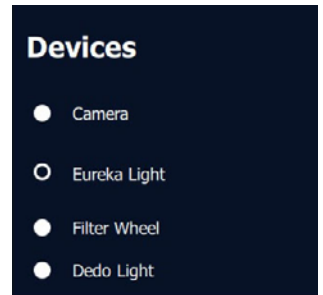 Devices
Camera
Eureka Light
Filter Wheel
Dedo Light